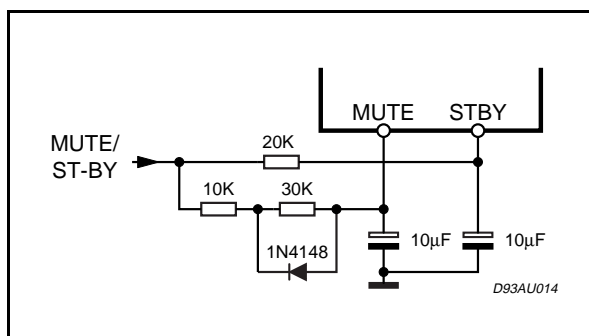 MUTE STBY
MUTE/
ST-BY
20K
10K 30K
1N4148
10μF 10μF
D93AU014